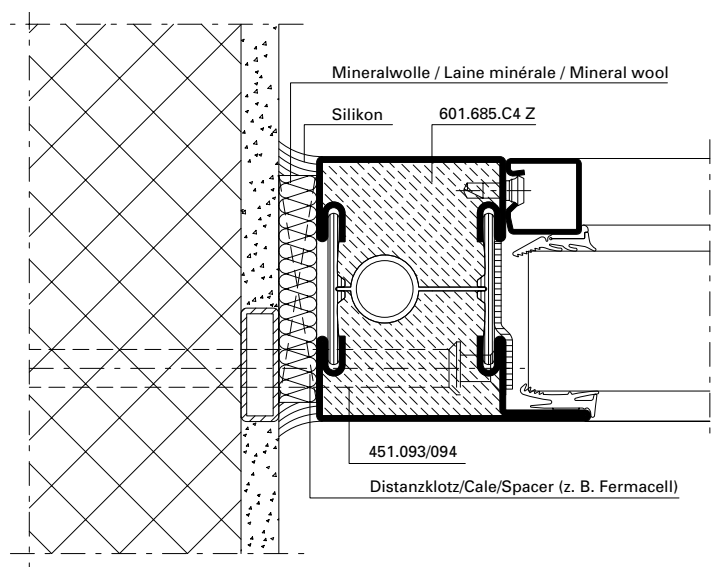 Mineralwolle / Laine minérale / Mineral wool
Silikon
601.685.C4 Z
451.093/094
Distanzklotz/Cale/Spacer (z. B. Fermacell)